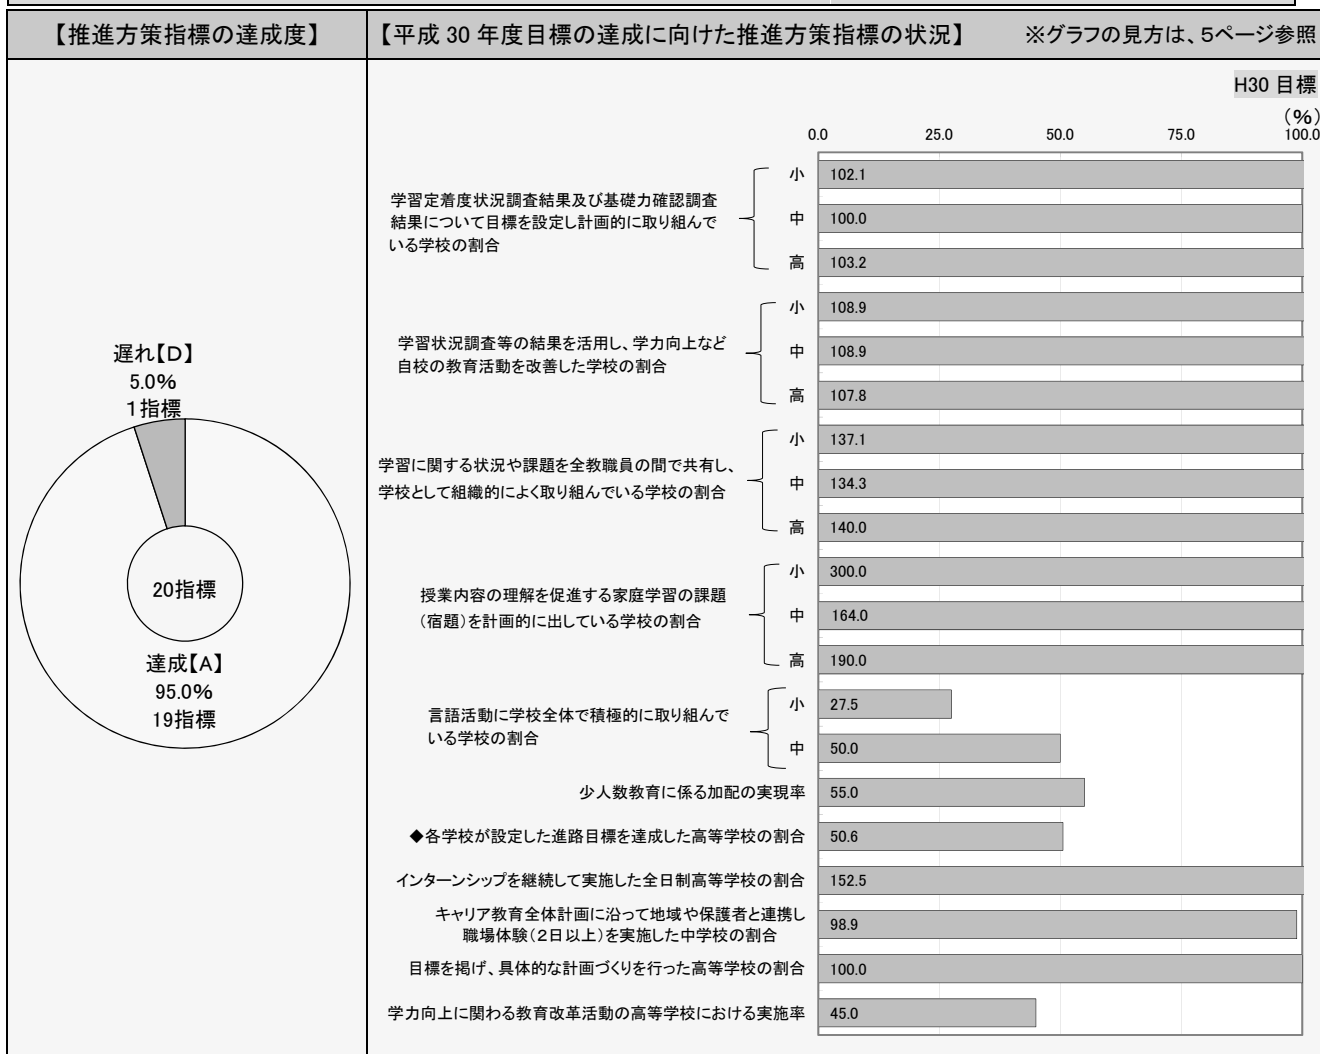 【推進方策指標の達成度】
【平成 30 年度目標の達成に向けた推進方策指標の状況】 ※グラフの見方は、5ページ参照
遅れ【D】
5.0%
1指標
20指標
達成【A】
95.0%
19指標
H30 目標
(%)
0.0 25.0 50.0 75.0 100.0
学習定着度状況調査結果及び基礎力確認調査
結果について目標を設定し計画的に取り組んで
いる学校の割合
小 102.1
中 100.0
高 103.2
学習状況調査等の結果を活用し、学力向上など
自校の教育活動を改善した学校の割合
小 108.9
中 108.9
高 107.8
学習に関する状況や課題を全教職員の間で共有し、
学校として組織的によく取り組んでいる学校の割合
小 137.1
中 134.3
高 140.0
授業内容の理解を促進する家庭学習の課題
(宿題)を計画的に出している学校の割合
小 300.0
中 164.0
高 190.0
言語活動に学校全体で積極的に取り組んで
いる学校の割合
小 27.5
中 50.0
少人数教育に係る加配の実現率 55.0
◆各学校が設定した進路目標を達成した高等学校の割合 50.6
インターンシップを継続して実施した全日制高等学校の割合 152.5
キャリア教育全体計画に沿って地域や保護者と連携し
職場体験(2日以上)を実施した中学校の割合 98.9
目標を掲げ、具体的な計画づくりを行った高等学校の割合 100.0
学力向上に関わる教育改革活動の高等学校における実施率 45.0